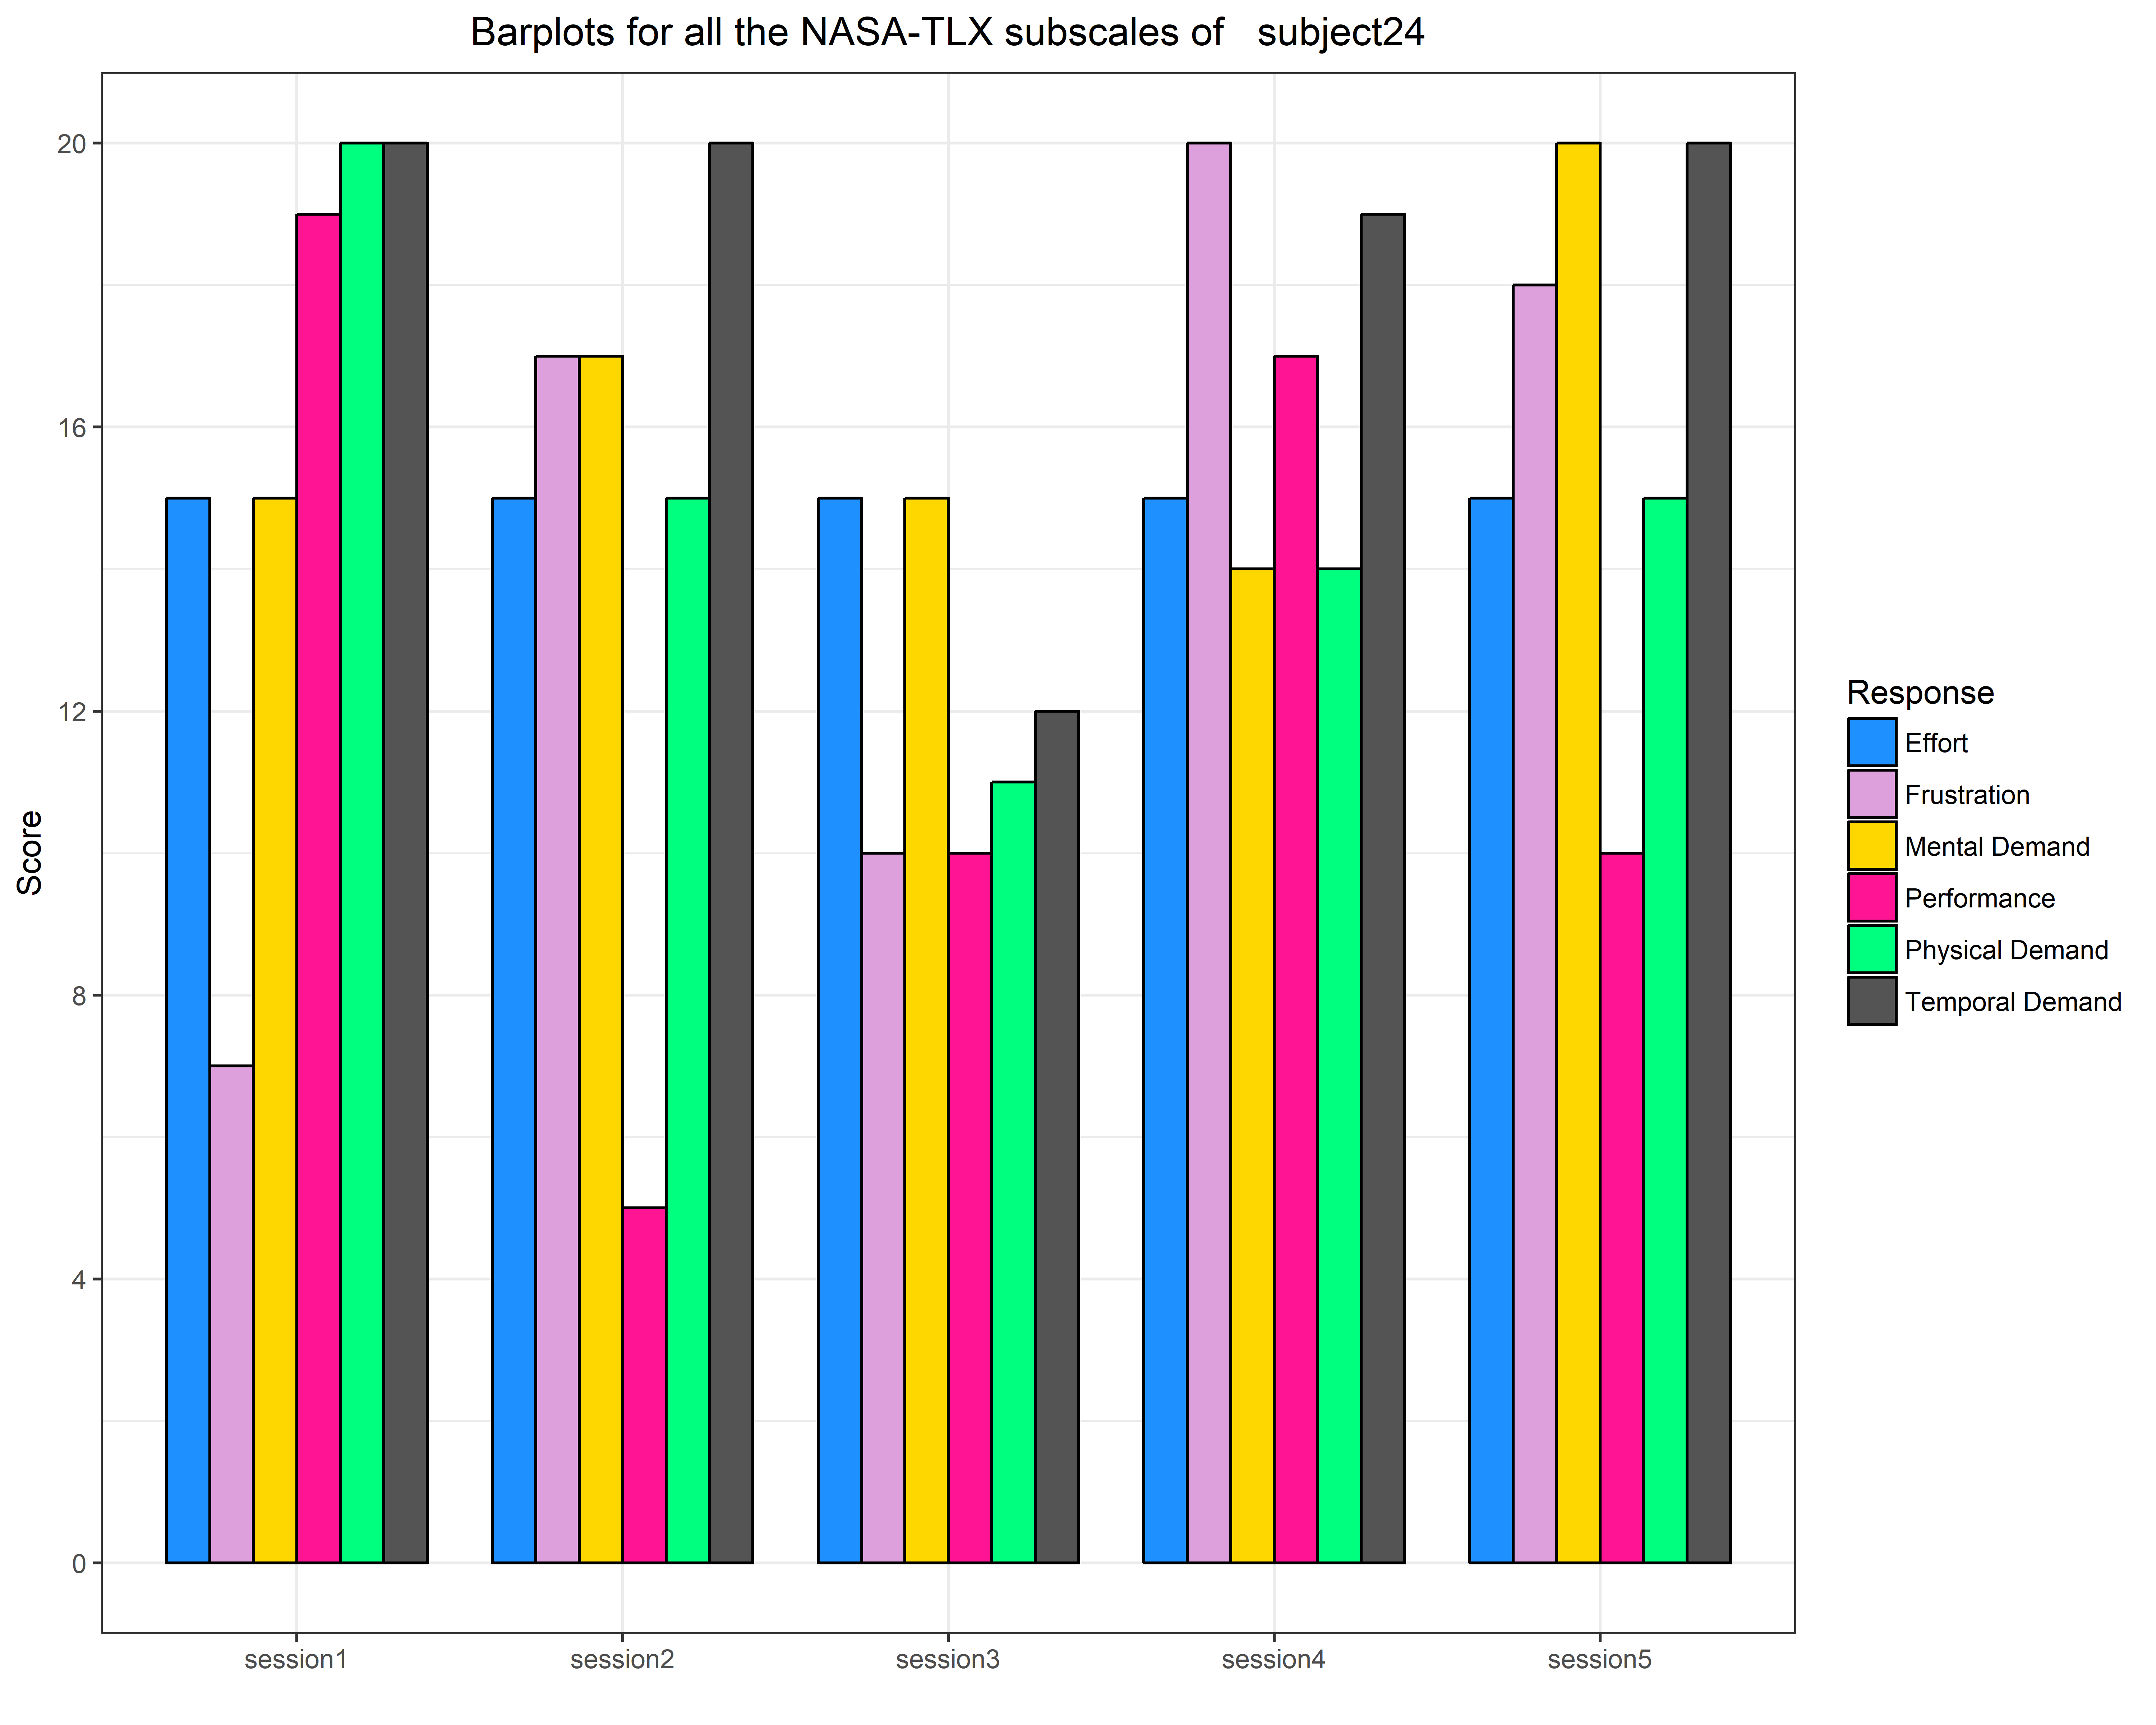 Barplots for all the NASA-TLX subscales of   subject24
Score
20
16
12
8
4
0
session1
session2
session3
session4
session5
Response
Effort
Frustration
Mental Demand
Performance
Physical Demand
Temporal Demand